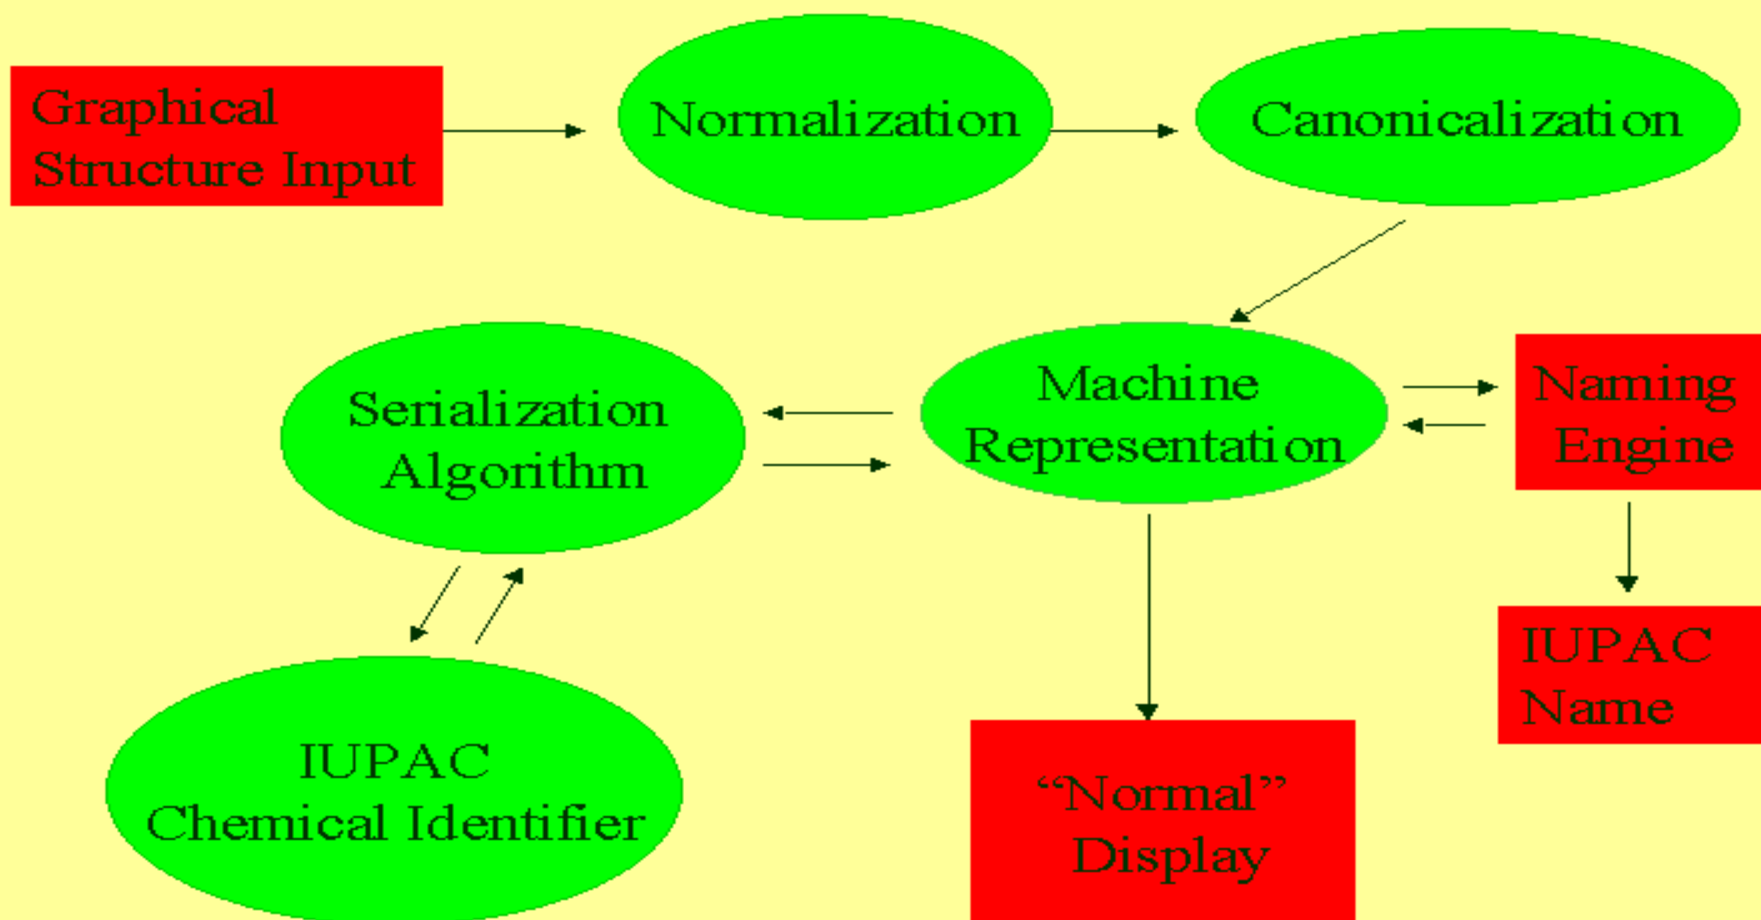 Graphical
Structure Input
Normalization
Canonicalization
Serialization
Algorithm
Machine
Representation
Naming
Engine
IUPAC
Name
IUPAC
Chemical Identifier
“Normal”
Display